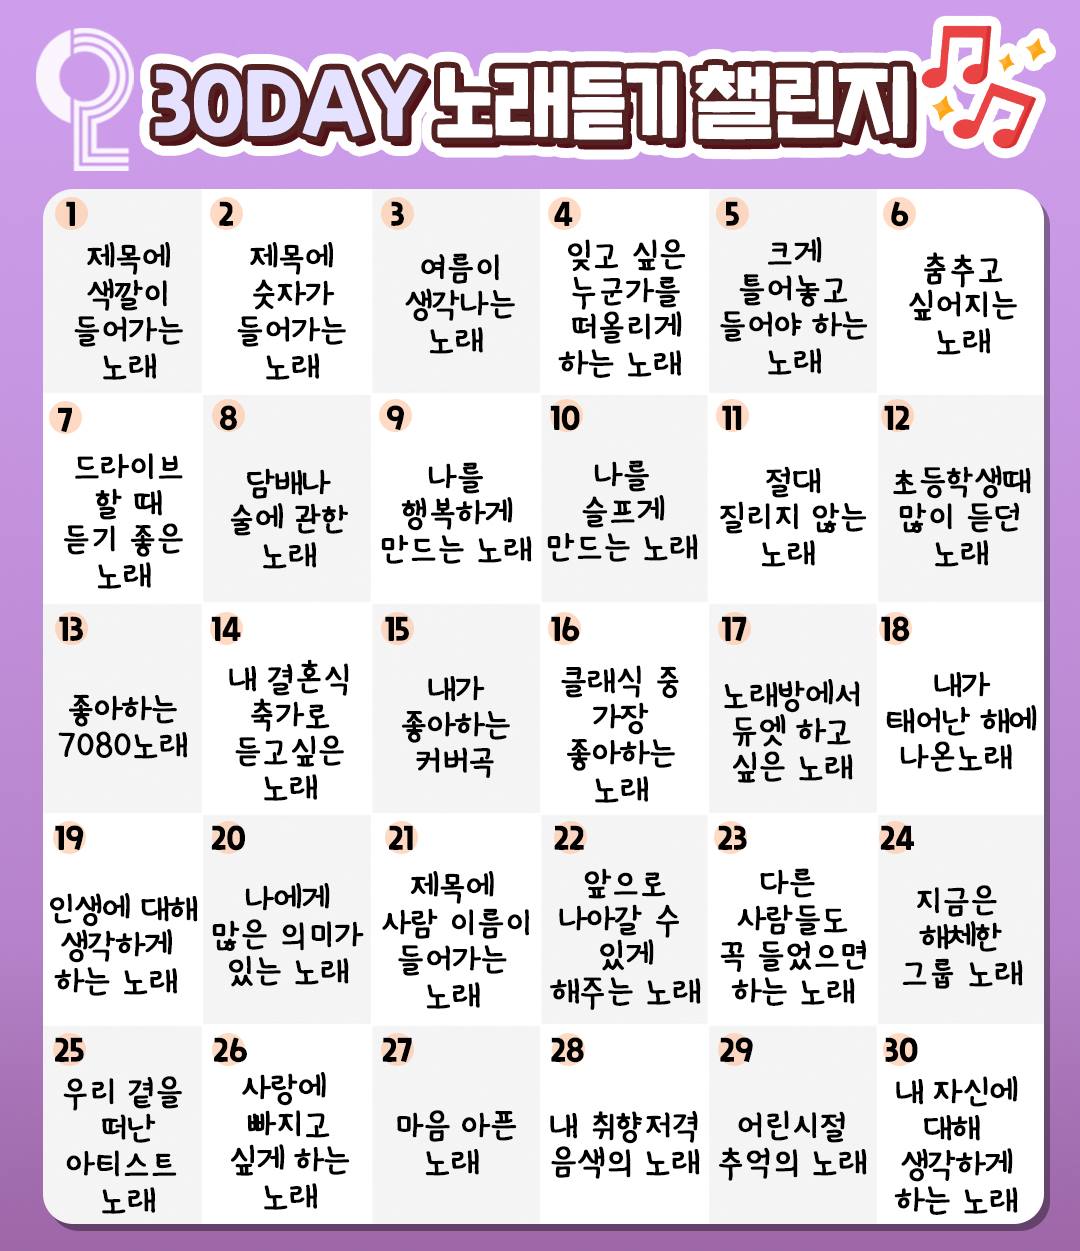 30DAY 노래듣기 챌린지
1
제목에
색깔이
들어가는
노래
2
제목에
숫자가
들어가는
노래
3
여름이
생각나는
노래
4
잊고 싶은
누군가를
떠올리게
하는 노래
5
크게
틀어놓고
들어야 하는
노래
6
춤추고
싶어지는
노래
7
드라이브
할 때
듣기 좋은
노래
8
담배나
술에 관한
노래
9
나를
행복하게
만드는 노래
10
나를
슬프게
만드는 노래
11
절대
질리지 않는
노래
12
초등학생때
많이 듣던
노래
13
좋아하는
7080노래
14
내 결혼식
축가로
듣고싶은
노래
15
내가
좋아하는
커버곡
16
클래식 중
가장
좋아하는
노래
17
노래방에서
듀엣 하고
싶은 노래
18
내가
태어난 해에
나온노래
19
인생에 대해
생각하게
하는 노래
20
나에게
많은 의미가
있는 노래
21
제목에
사람 이름이
들어가는
노래
22
앞으로
나아갈 수
있게
해주는 노래
23
다른
사람들도
꼭 들었으면
하는 노래
24
지금은
해체한
그룹 노래
25
우리 곁을
떠난
아티스트
노래
26
사랑에
빠지고
싶게 하는
노래
27
마음 아픈
노래
28
내 취향저격
음색의 노래
29
어린시절
추억의 노래
30
내 자신에
대해
생각하게
하는 노래